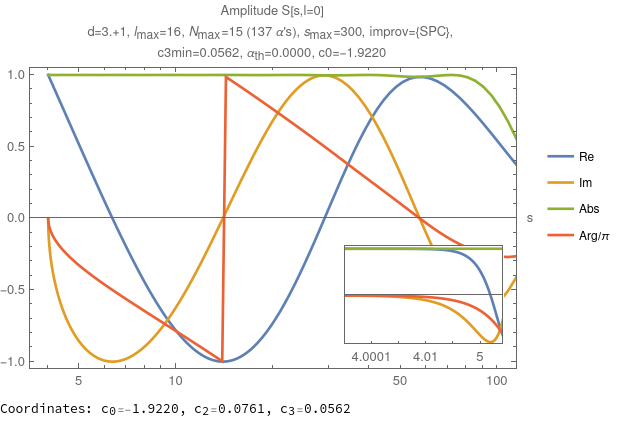 Amplitude S[s,l=0]
d=3.+1, lmax=16, Nmax=15 (137 α's), smax=300, improv={SPC},
c3min=0.0562, αth=0.0000, c0=-1.9220
1.0
0.5
0.0
-0.5
-1.0
s
Re
Im
Abs
Arg/π
4.0001 4.01 5
5 10 50 100
Coordinates: c0=-1.9220, c2=0.0761, c3=0.0562